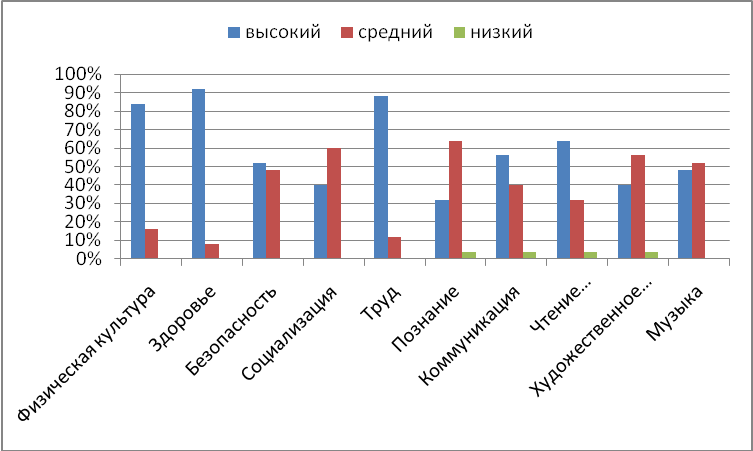 высокий средний низкий
100%
90%
80%
70%
60%
50%
40%
30%
20%
10%
0%
Физическая культура
Здоровье
Безопасность
Социализация
Труд
Познание
Коммуникация
Чтение...
Художественное...
Музыка